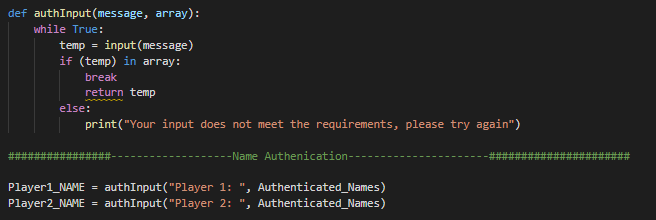 def authInput(message, array):
    while True:
        temp = input(message)
        if (temp) in array:
            break
            return temp
        else:
            print("Your input does not meet the requirements, please try again")
################-------------------Name Authenication----------------------######################
Player1_NAME = authInput("Player 1: ", Authenticated_Names)
Player2_NAME = authInput("Player 2: ", Authenticated_Names)